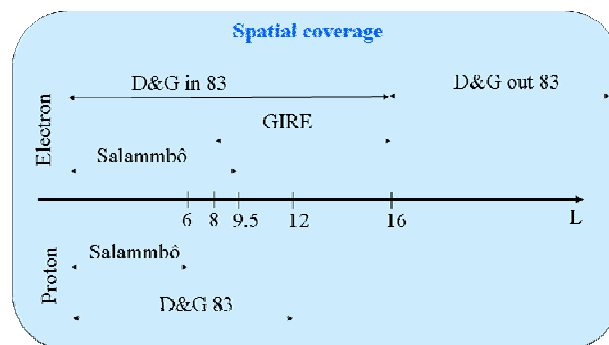 Spatial coverage
D&G in 83
D&G out 83
GIRE
Electron
Salammbô
6 8 9.5 12 16 L
Salammbô
Proton
D&G 83